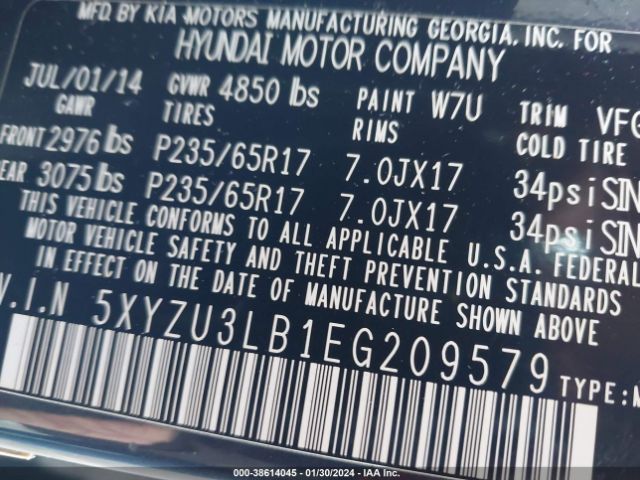 MFD. BY KIA MOTORS MANUFACTURING GEORGIA, INC. FOR
HYUNDAI MOTOR COMPANY
JUL/01/14 GVWR 4850 lbs PAINT W7U TRIM VFG
GAWR TIRES RIMS COLD TIRE
FRONT 2976 lbs P235/65R17 7.0JX17 34psi SIN
EAR 3075 lbs P235/65R17 7.0JX17 34psi SIN
THIS VEHICLE CONFORMS TO ALL APPLICABLE U.S.A. FEDERAL
MOTOR VEHICLE SAFETY AND THEFT PREVENTION STANDARDS
IN EFFECT ON THE DATE OF MANUFACTURE SHOWN ABOVE
V.I.N 5XYZU3LB1EG209579 TYPE:M
000-38614045 - 01/30/2024 - IAA Inc.